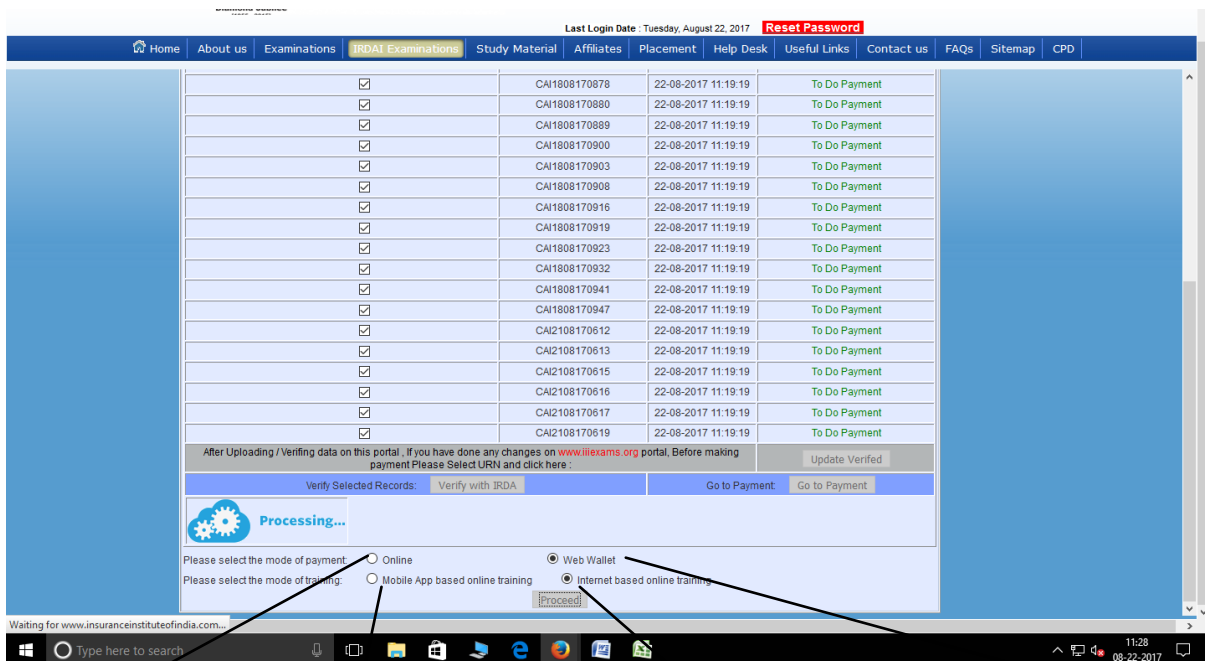 Diamond Jubilee
Last Login Date : Tuesday, August 22, 2017 Reset Password
Home About us Examinations IRDAI Examinations Study Material Affiliates Placement Help Desk Useful Links Contact us FAQs Sitemap CPD
CAI1808170878 22-08-2017 11:19:19 To Do Payment
CAI1808170880 22-08-2017 11:19:19 To Do Payment
CAI1808170889 22-08-2017 11:19:19 To Do Payment
CAI1808170900 22-08-2017 11:19:19 To Do Payment
CAI1808170903 22-08-2017 11:19:19 To Do Payment
CAI1808170908 22-08-2017 11:19:19 To Do Payment
CAI1808170916 22-08-2017 11:19:19 To Do Payment
CAI1808170919 22-08-2017 11:19:19 To Do Payment
CAI1808170923 22-08-2017 11:19:19 To Do Payment
CAI1808170932 22-08-2017 11:19:19 To Do Payment
CAI1808170941 22-08-2017 11:19:19 To Do Payment
CAI1808170947 22-08-2017 11:19:19 To Do Payment
CAI2108170612 22-08-2017 11:19:19 To Do Payment
CAI2108170613 22-08-2017 11:19:19 To Do Payment
CAI2108170615 22-08-2017 11:19:19 To Do Payment
CAI2108170616 22-08-2017 11:19:19 To Do Payment
CAI2108170617 22-08-2017 11:19:19 To Do Payment
CAI2108170619 22-08-2017 11:19:19 To Do Payment
After Uploading / Verifing data on this portal , If you have done any changes on www.iiiexams.org portal, Before making
payment Please Select URN and click here :
Update Verifed
Verify Selected Records: Verify with IRDA Go to Payment: Go to Payment
Processing...
Please select the mode of payment: Online Web Wallet
Please select the mode of training: Mobile App based online training Internet based online training
Proceed
Waiting for www.insuranceinstituteofindia.com...
Type here to search
11:28
08-22-2017